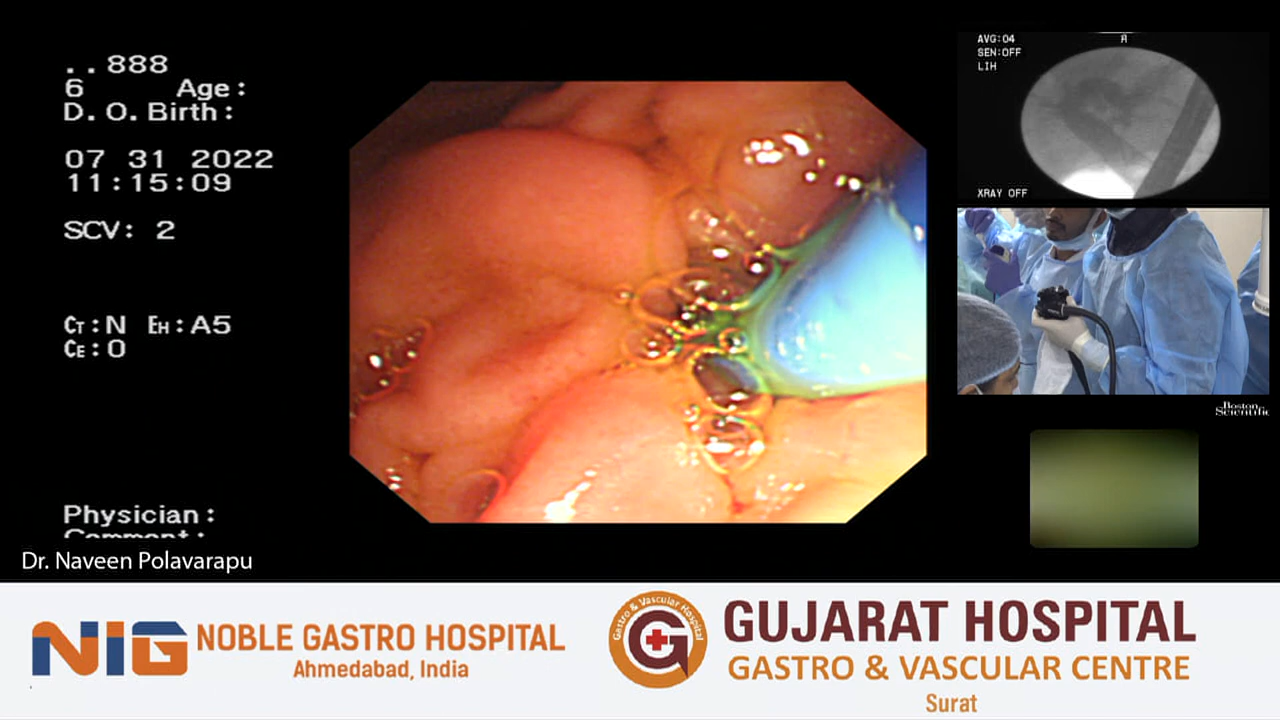 ..888
6 Age:
D. O. Birth:
07 31 2022
11:15:09
SCV: 2
CT:N EH:A5
CE:0
Physician:
Comment:
Dr. Naveen Polavarapu
AVG:04
SEN:OFF
LIH
R
XRAY OFF
Boston
Scientific
NIG NOBLE GASTRO HOSPITAL
Ahmedabad, India
Gastro & Vascular Hospital
G
GUJARAT HOSPITAL
GASTRO & VASCULAR CENTRE
Surat